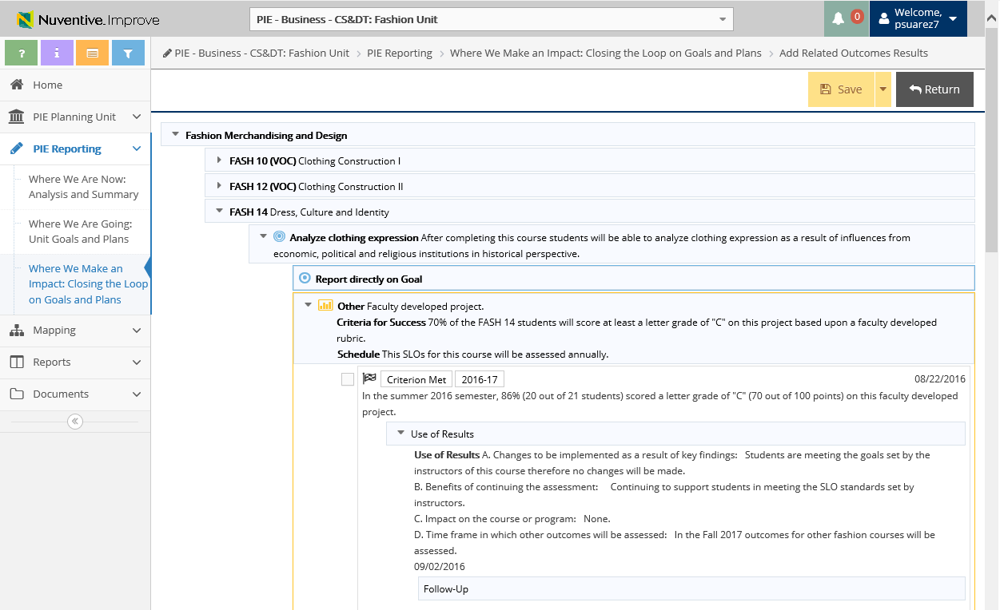 Nuventive.Improve
PIE - Business - CS&DT: Fashion Unit
0
Welcome,
psuarez7
?
i
PIE - Business - CS&DT: Fashion Unit > PIE Reporting > Where We Make an Impact: Closing the Loop on Goals and Plans > Add Related Outcomes Results
Home
PIE Planning Unit
PIE Reporting
Where We Are Now:
Analysis and Summary
Where We Are Going:
Unit Goals and Plans
Where We Make an
Impact: Closing the Loop
on Goals and Plans
Mapping
Reports
Documents
«
Save
Return
Fashion Merchandising and Design
FASH 10 (VOC) Clothing Construction I
FASH 12 (VOC) Clothing Construction II
FASH 14 Dress, Culture and Identity
Analyze clothing expression After completing this course students will be able to analyze clothing expression as a result of influences from
economic, political and religious institutions in historical perspective.
Report directly on Goal
Other Faculty developed project.
Criteria for Success 70% of the FASH 14 students will score at least a letter grade of "C" on this project based upon a faculty developed
rubric.
Schedule This SLOs for this course will be assessed annually.
Criterion Met 2016-17 08/22/2016
In the summer 2016 semester, 86% (20 out of 21 students) scored a letter grade of "C" (70 out of 100 points) on this faculty developed
project.
Use of Results
Use of Results A. Changes to be implemented as a result of key findings: Students are meeting the goals set by the
instructors of this course therefore no changes will be made.
B. Benefits of continuing the assessment: Continuing to support students in meeting the SLO standards set by
instructors.
C. Impact on the course or program: None.
D. Time frame in which other outcomes will be assessed: In the Fall 2017 outcomes for other fashion courses will be
assessed.
09/02/2016
Follow-Up